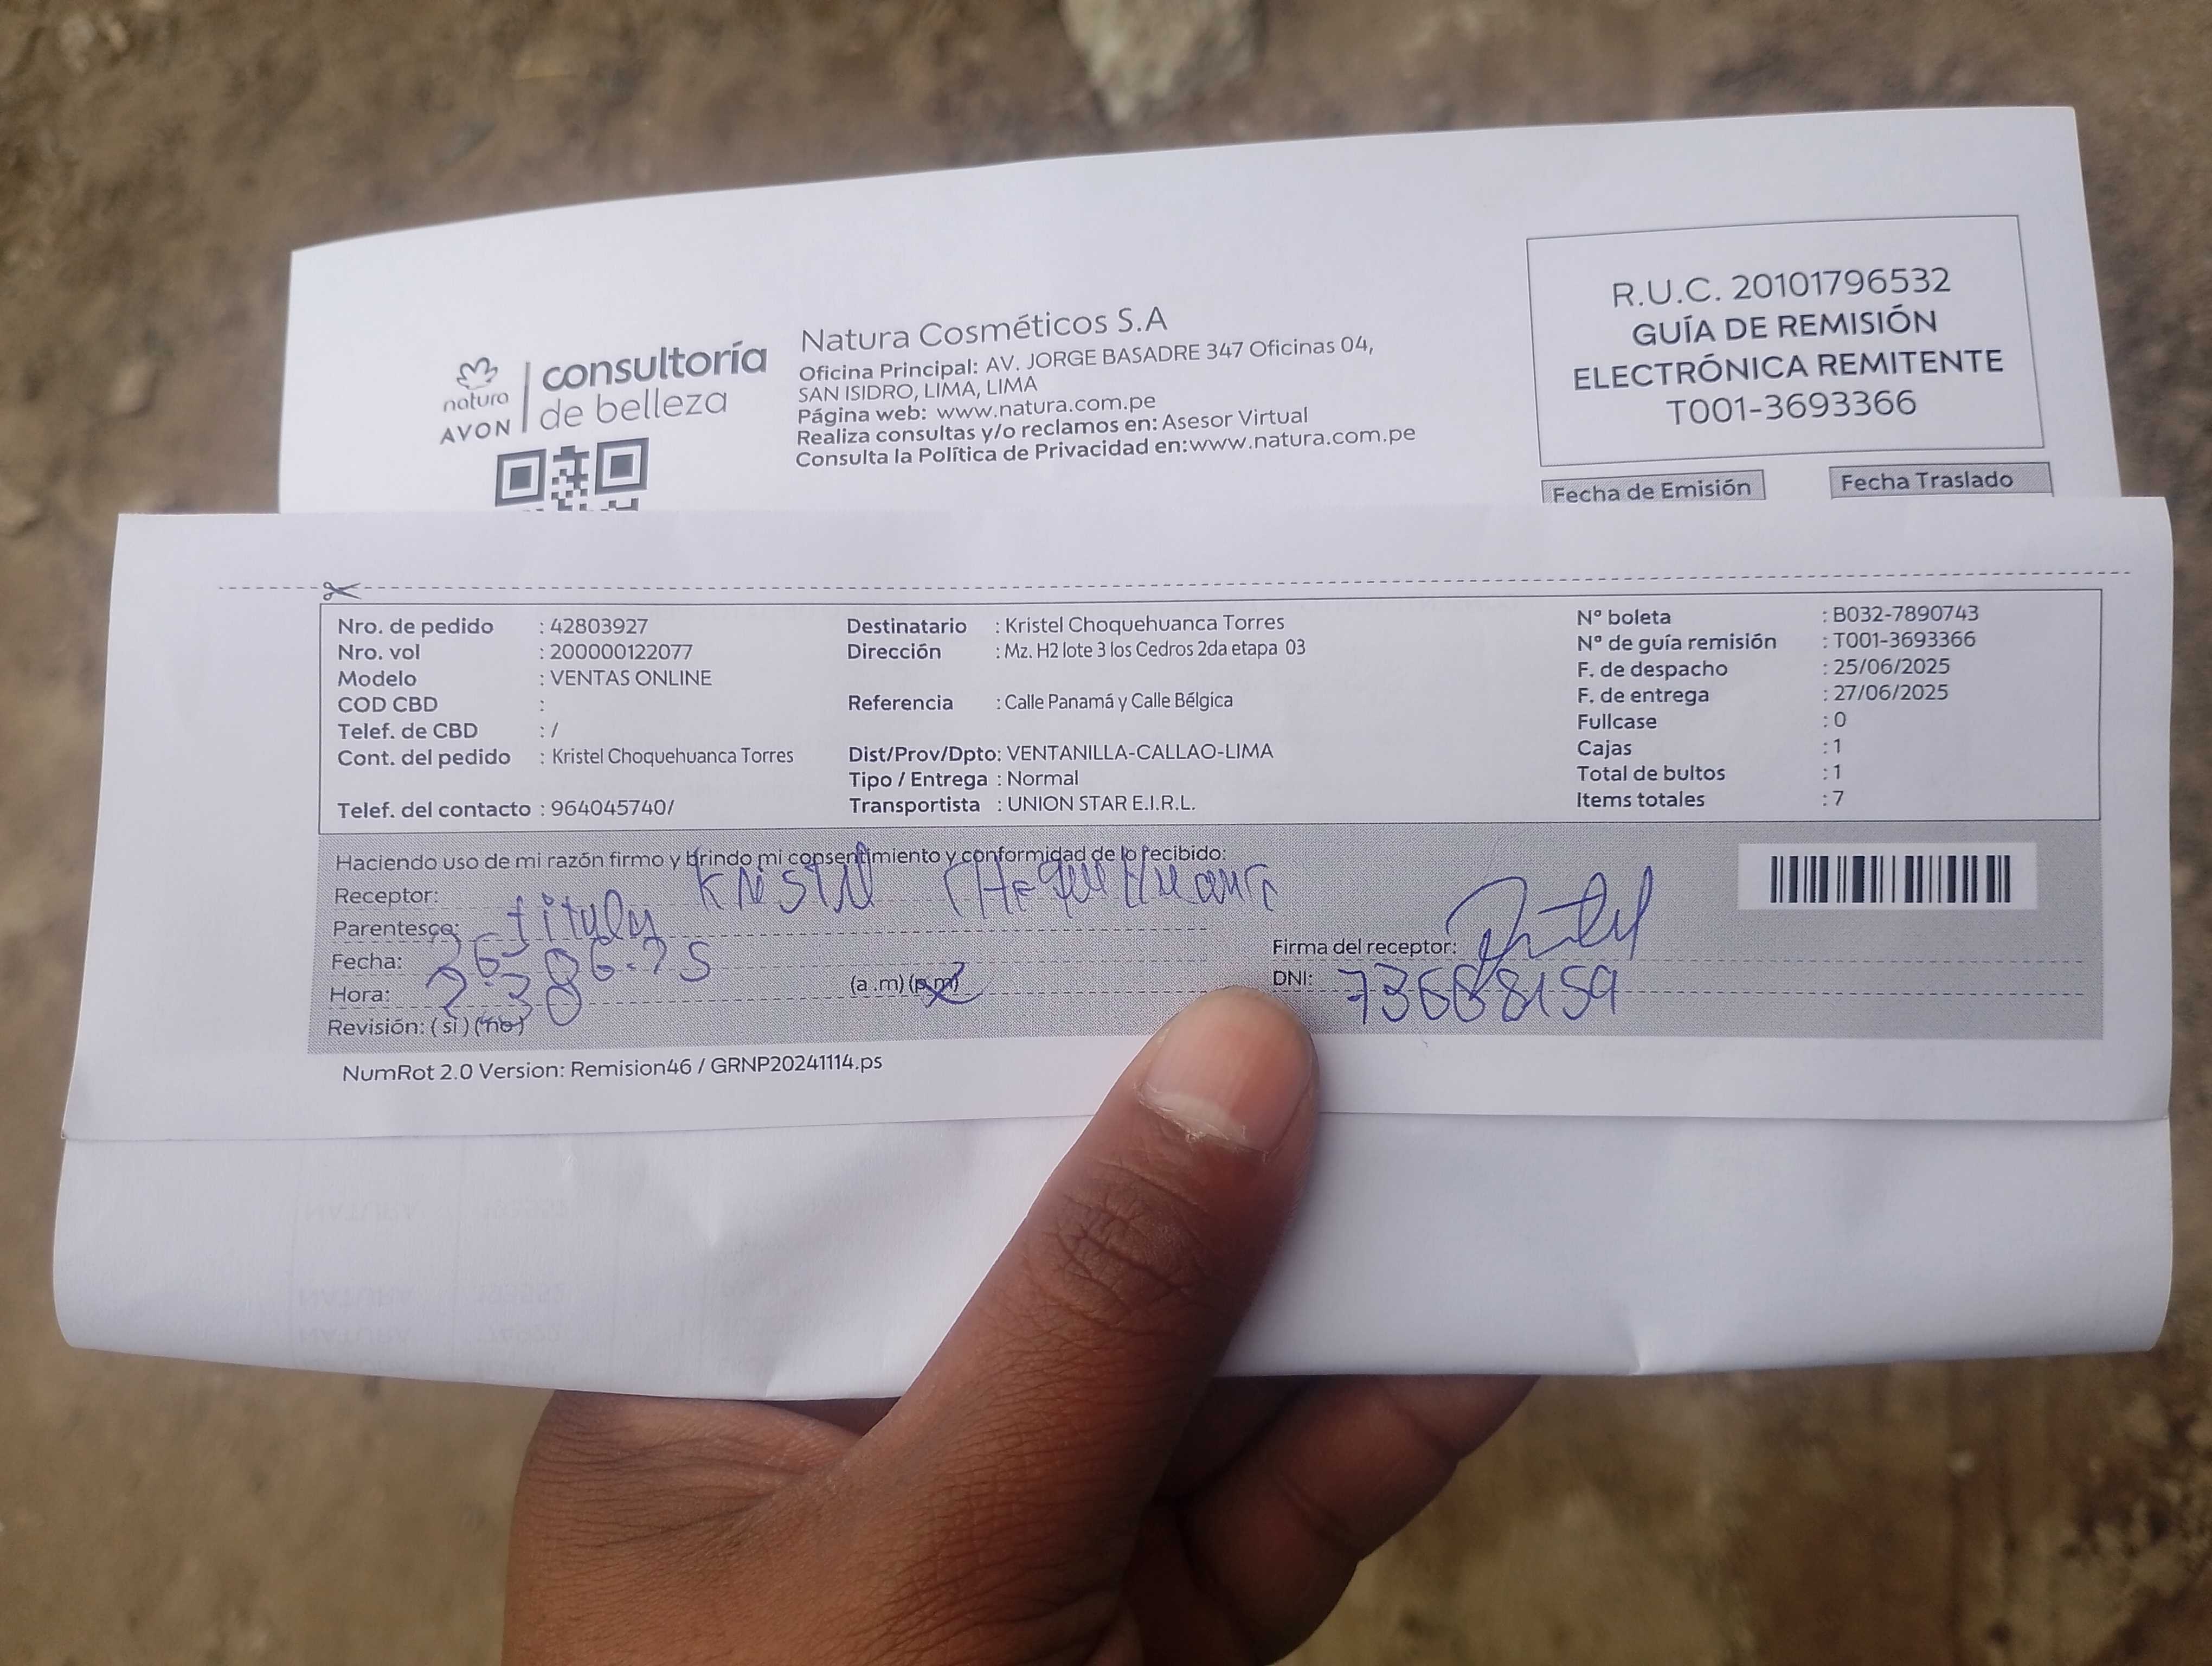 natura
AVON
consultoría
de belleza
Natura Cosméticos S.A
Oficina Principal: AV. JORGE BASADRE 347 Oficinas 04,
SAN ISIDRO, LIMA, LIMA
Página web: www.natura.com.pe
Realiza consultas y/o reclamos en: Asesor Virtual
Consulta la Política de Privacidad en:www.natura.com.pe
R.U.C. 20101796532
GUÍA DE REMISIÓN
ELECTRÓNICA REMITENTE
T001-3693366
Fecha de Emisión
Fecha Traslado
Nro. de pedido : 42803927
Nro. vol : 200000122077
Modelo : VENTAS ONLINE
COD CBD :
Telef. de CBD : /
Cont. del pedido : Kristel Choquehuanca Torres
Telef. del contacto : 964045740/
Destinatario : Kristel Choquehuanca Torres
Dirección : Mz. H2 lote 3 los Cedros 2da etapa 03
Referencia : Calle Panamá y Calle Bélgica
Dist/Prov/Dpto: VENTANILLA-CALLAO-LIMA
Tipo / Entrega : Normal
Transportista : UNION STAR E.I.R.L.
Nº boleta : B032-7890743
Nº de guía remisión : T001-3693366
F. de despacho : 25/06/2025
F. de entrega : 27/06/2025
Fullcase : 0
Cajas : 1
Total de bultos : 1
Items totales : 7
Haciendo uso de mi razón firmo y brindo mi consentimiento y conformidad de lo recibido:
Receptor:
Parentesco:
Fecha:
Hora: 2:38 (a .m) (p.m)
Revisión: ( sì ) (no)
Firma del receptor:
DNI: 73688159
NumRot 2.0 Version: Remision46 / GRNP20241114.ps